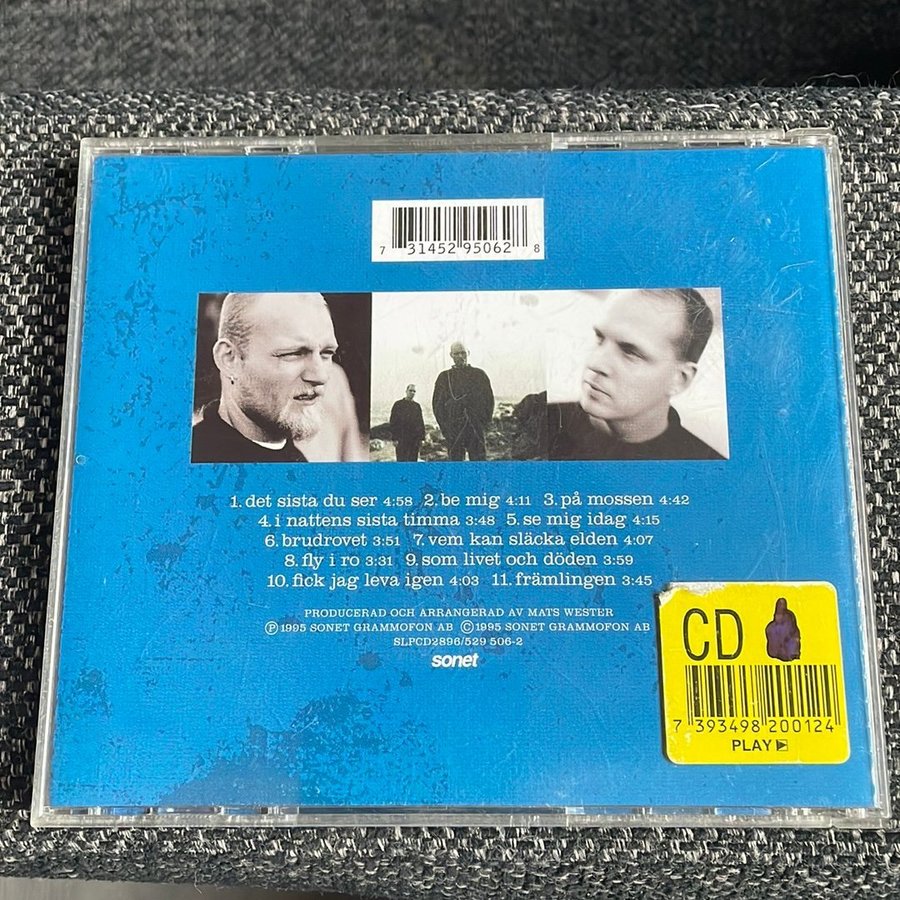 7 31452 95062 8
1. det sista du ser 4:58 2. be mig 4:11 3. på mossen 4:42
4. i nattens sista timma 3:48 5. se mig idag 4:15
6. brudrovet 3:51 7. vem kan släcka elden 4:07
8. fly i ro 3:31 9. som livet och döden 3:59
10. fick jag leva igen 4:03 11. främlingen 3:45
PRODUCERAD OCH ARRANGERAD AV MATS WESTER
Ⓟ 1995 SONET GRAMMOFON AB Ⓒ 1995 SONET GRAMMOFON AB
SLPCD2896/529 506-2
sonet
CD
7 393498 200124
PLAY